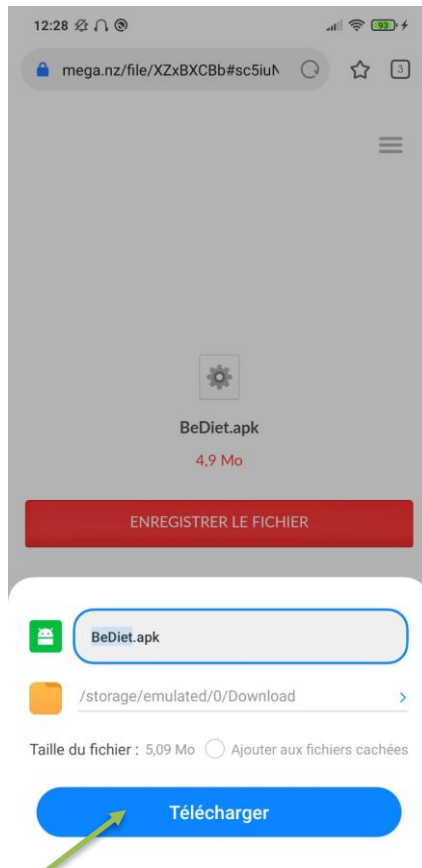 12:28
93
mega.nz/file/XZxBXCBb#sc5iuN
3
BeDiet.apk
4,9 Mo
ENREGISTRER LE FICHIER
BeDiet.apk
/storage/emulated/0/Download
Taille du fichier : 5,09 Mo Ajouter aux fichiers cachées
Télécharger